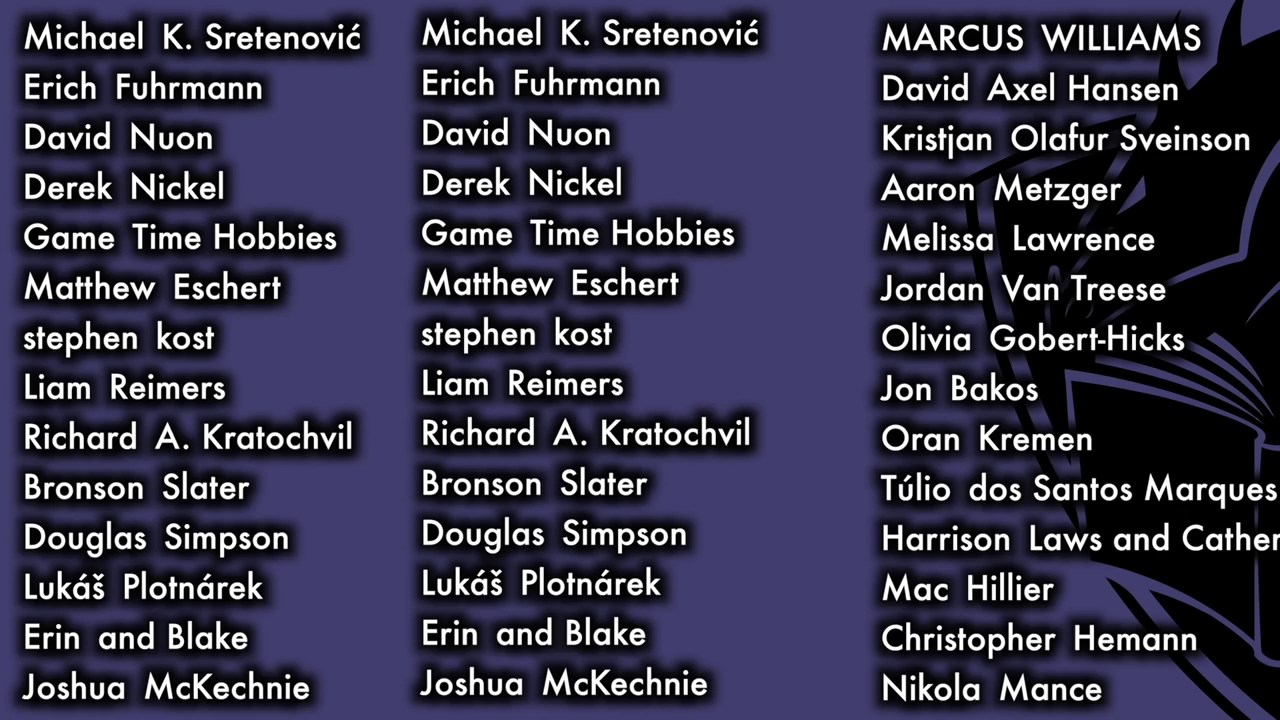 Michael K. Sretenović
Erich Fuhrmann
David Nuon
Derek Nickel
Game Time Hobbies
Matthew Eschert
stephen kost
Liam Reimers
Richard A. Kratochvil
Bronson Slater
Douglas Simpson
Lukáš Plotnárek
Erin and Blake
Joshua McKechnie
Michael K. Sretenović
Erich Fuhrmann
David Nuon
Derek Nickel
Game Time Hobbies
Matthew Eschert
stephen kost
Liam Reimers
Richard A. Kratochvil
Bronson Slater
Douglas Simpson
Lukáš Plotnárek
Erin and Blake
Joshua McKechnie
MARCUS WILLIAMS
David Axel Hansen
Kristjan Olafur Sveinson
Aaron Metzger
Melissa Lawrence
Jordan Van Treese
Olivia Gobert-Hicks
Jon Bakos
Oran Kremen
Túlio dos Santos Marques
Harrison Laws and
Mac Hillier
Christopher Hemann
Nikola Mance